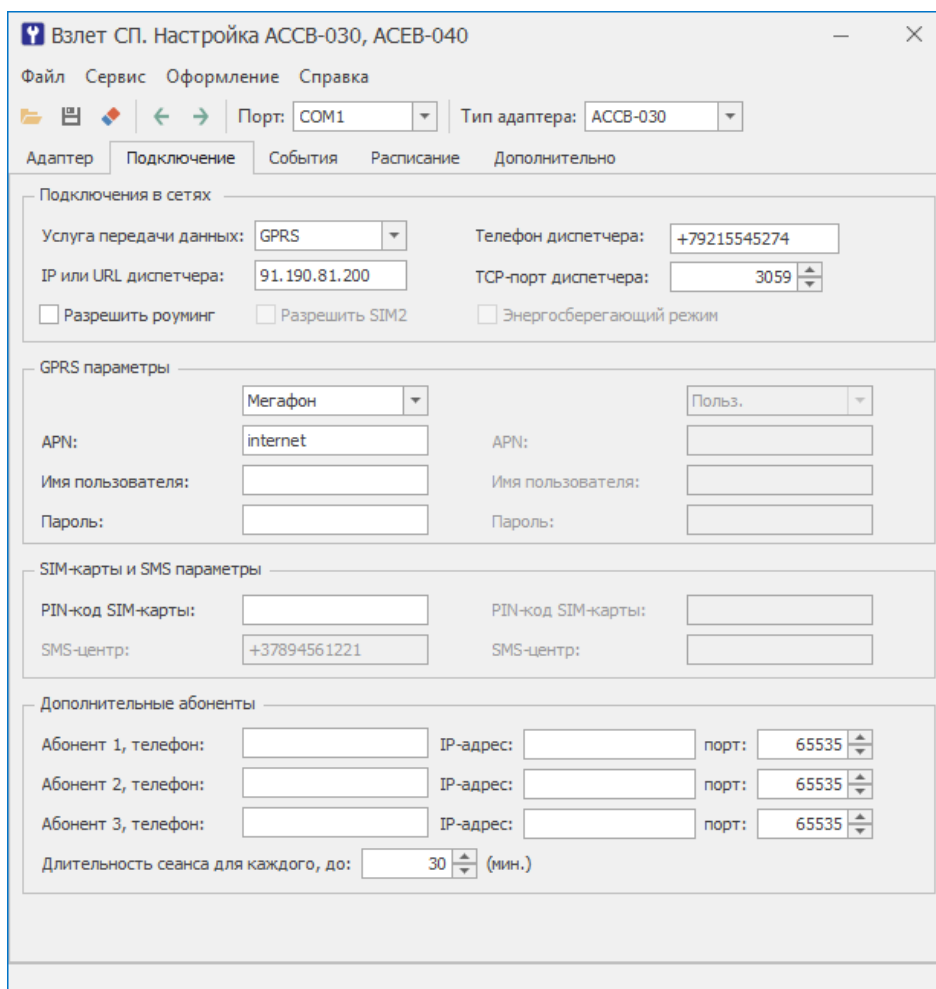 Взлет СП. Настройка АССВ-030, АСЕВ-040
Файл Сервис Оформление Справка
Порт: COM1 Тип адаптера: АССВ-030
Адаптер Подключение События Расписание Дополнительно
Подключения в сетях
Услуга передачи данных: GPRS Телефон диспетчера: +79215545274
IP или URL диспетчера: 91.190.81.200 TCP-порт диспетчера: 3059
Разрешить роуминг Разрешить SIM2 Энергосберегающий режим
GPRS параметры
Мегафон Польз.
APN: internet APN:
Имя пользователя: Имя пользователя:
Пароль: Пароль:
SIM-карты и SMS параметры
PIN-код SIM-карты: PIN-код SIM-карты:
SMS-центр: +37894561221 SMS-центр:
Дополнительные абоненты
Абонент 1, телефон: IP-адрес: порт: 65535
Абонент 2, телефон: IP-адрес: порт: 65535
Абонент 3, телефон: IP-адрес: порт: 65535
Длительность сеанса для каждого, до: 30 (мин.)